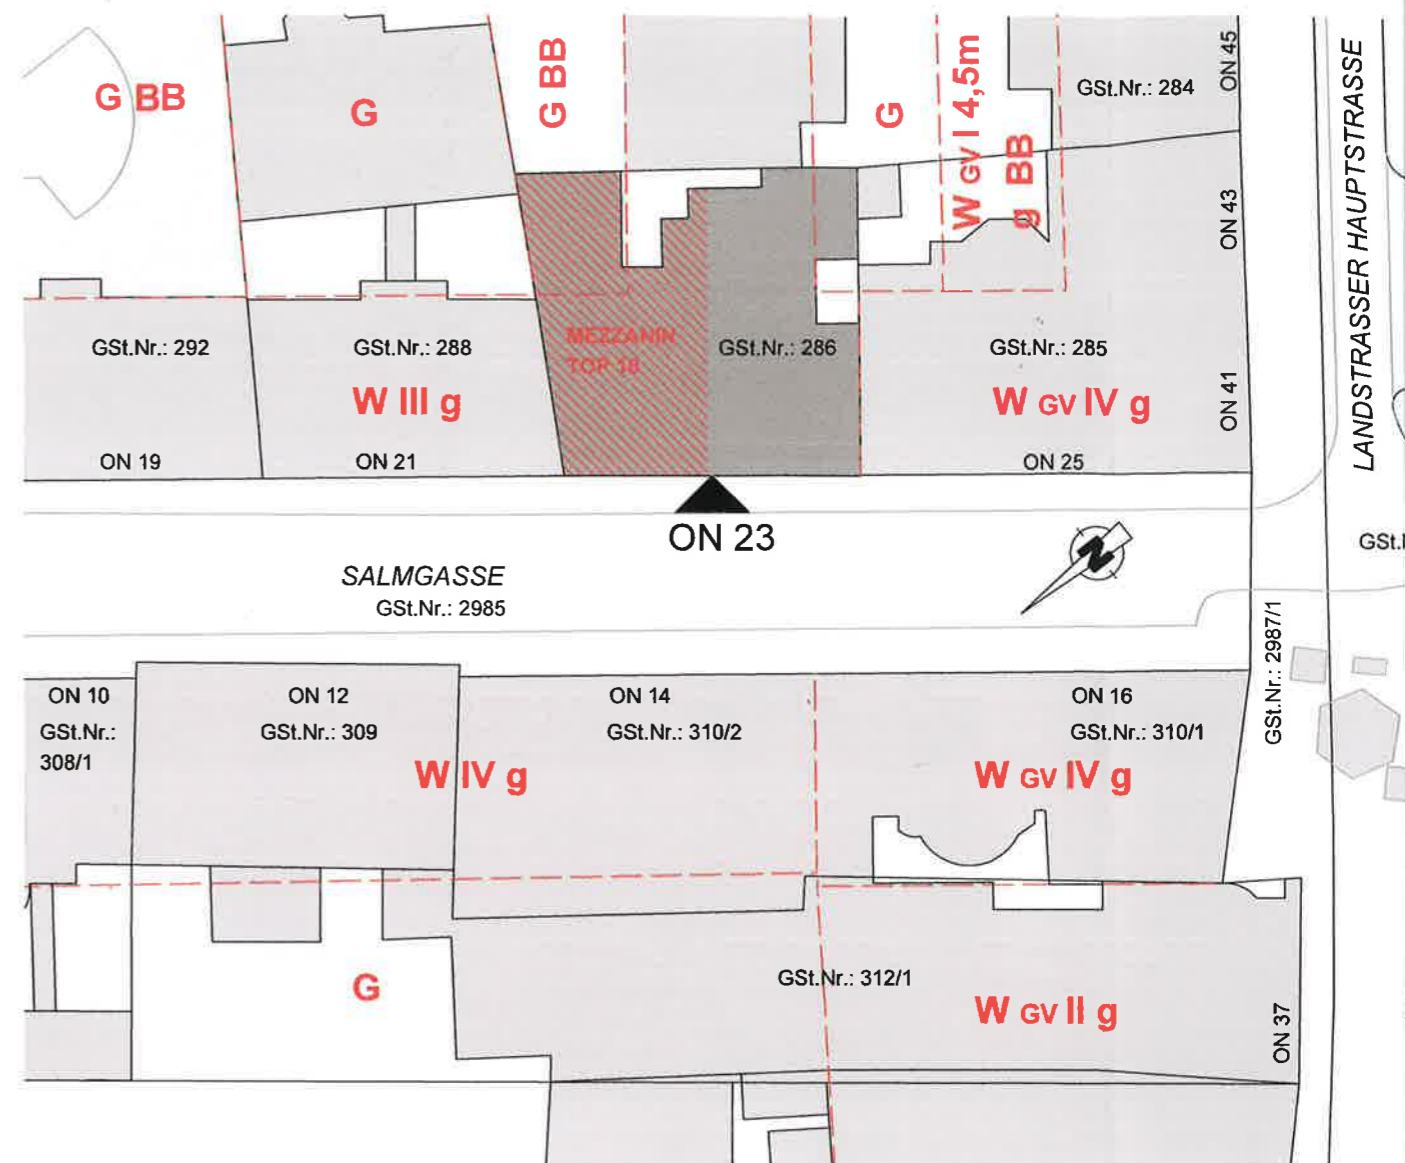 G BB
G
G BB
G
W GV I 4,5m
g BB
GSt.Nr.: 284
ON 45
LANDSTRASSER HAUPTSTRASSE
ON 43
GSt.Nr.: 292
GSt.Nr.: 288
MEZZANIN
TOP 18
GSt.Nr.: 286
GSt.Nr.: 285
W III g
W GV IV g
ON 41
ON 19
ON 21
ON 25
ON 23
N
SALMGASSE
GSt.Nr.: 2985
GSt.
GSt.Nr.: 2987/1
ON 10
GSt.Nr.:
308/1
ON 12
GSt.Nr.: 309
ON 14
GSt.Nr.: 310/2
ON 16
GSt.Nr.: 310/1
W IV g
W GV IV g
G
GSt.Nr.: 312/1
W GV II g
ON 37